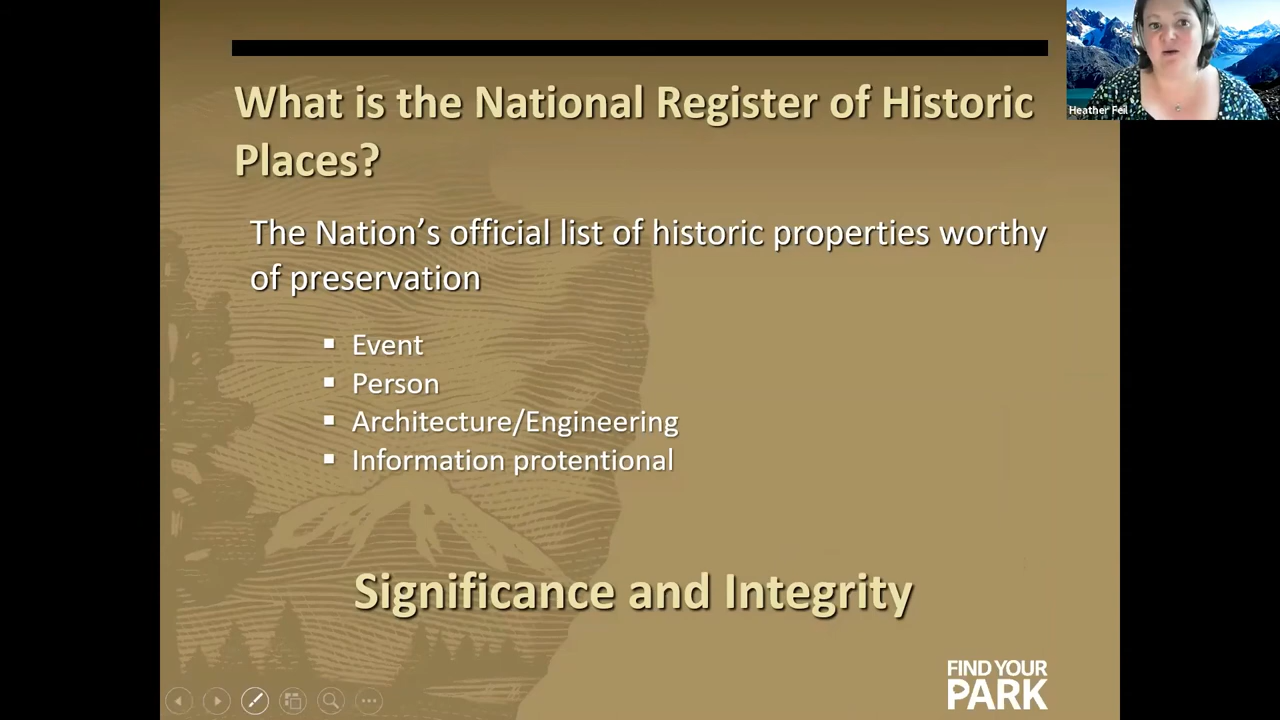 What is the National Register of Historic
Places?
The Nation's official list of historic properties worthy
of preservation
▪ Event
▪ Person
▪ Architecture/Engineering
▪ Information protentional
Significance and Integrity
FIND YOUR
PARK
Heather Feil